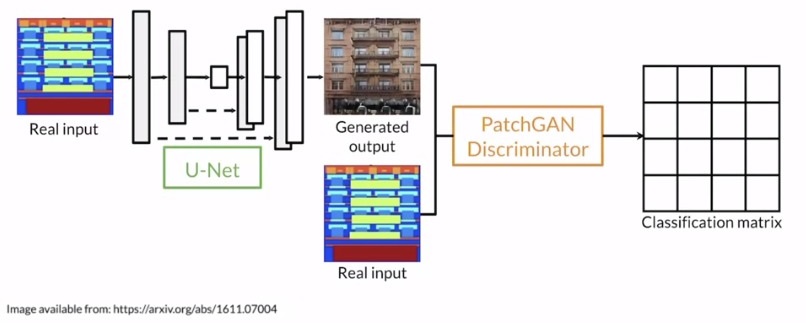 Real input
U-Net
Generated
output
Real input
PatchGAN
Discriminator
Classification matrix
Image available from: https://arxiv.org/abs/1611.07004